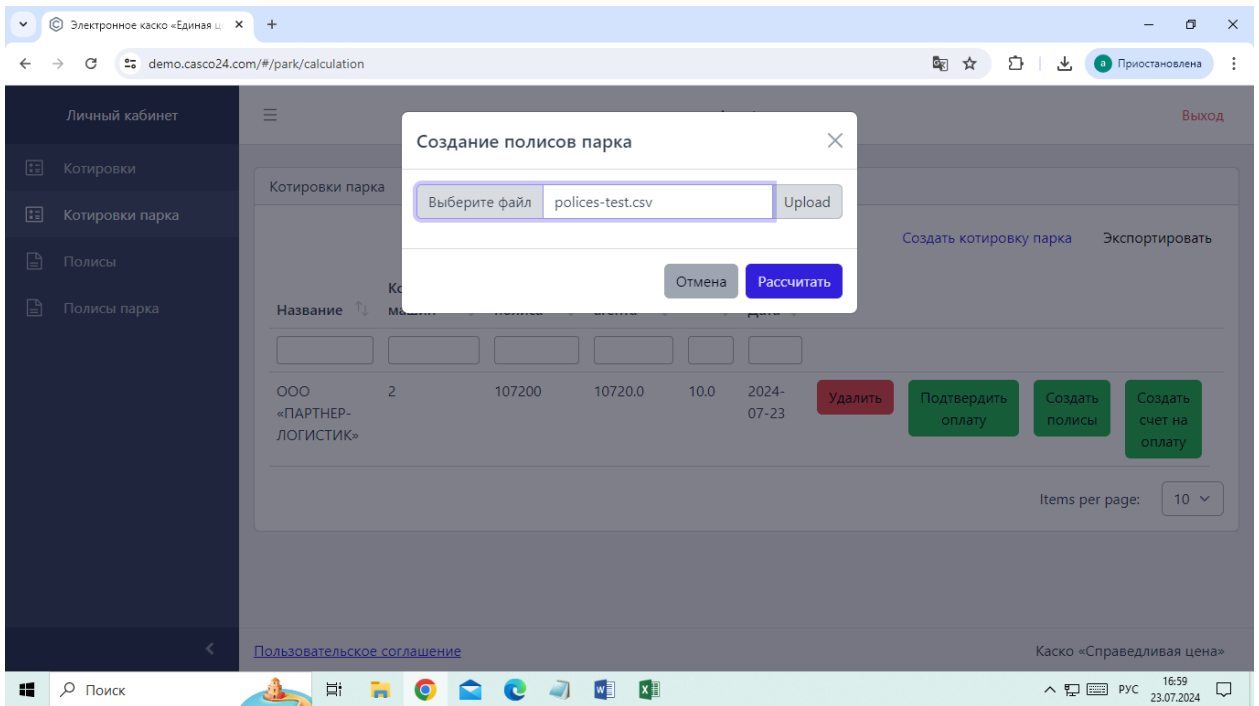 Электронное каско «Единая ц
demo.casco24.com/#/park/calculation
а
Приостановлена
Личный кабинет
Выход
Котировки
Котировки парка
Полисы
Полисы парка
Котировки парка
Создание полисов парка
Выберите файл polices-test.csv Upload
Отмена Рассчитать
Создать котировку парка Экспортировать
Название
ООО «ПАРТНЕР-ЛОГИСТИК» 2 107200 10720.0 10.0 2024-07-23
Удалить
Подтвердить оплату
Создать полисы
Создать счет на оплату
Items per page: 10
Пользовательское соглашение
Каско «Справедливая цена»
Поиск
РУС
16:59
23.07.2024